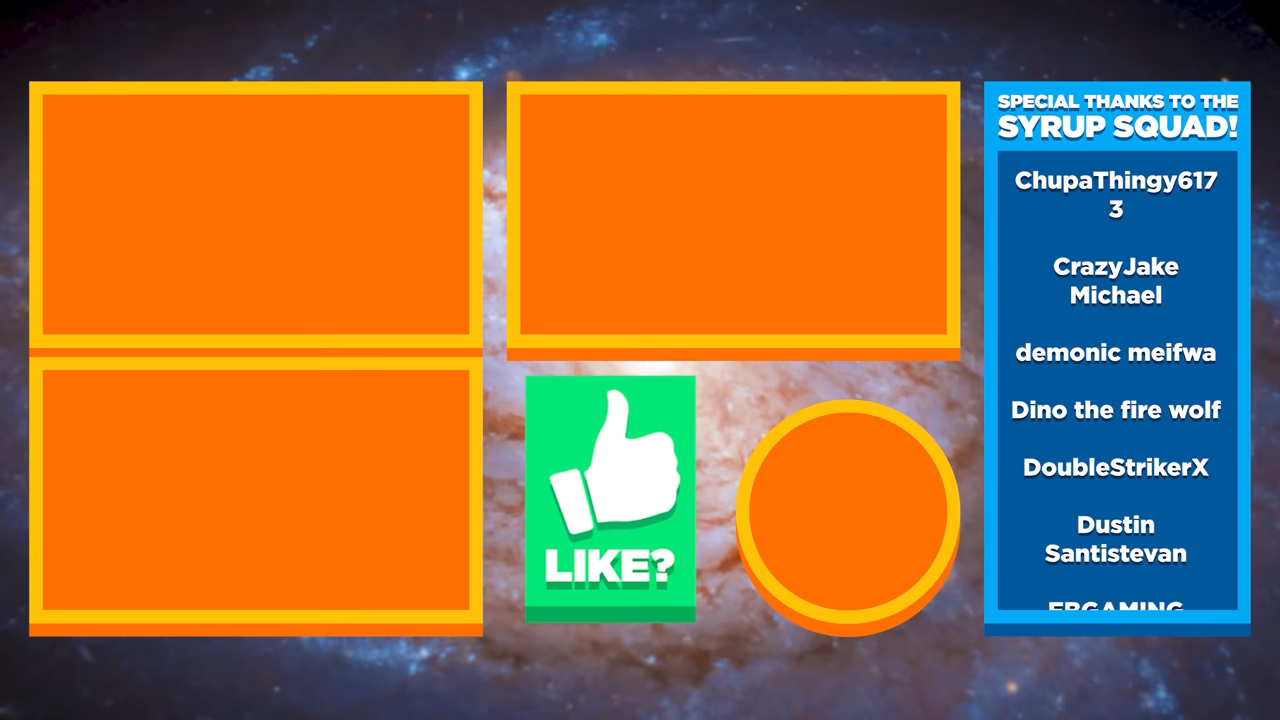 SPECIAL THANKS TO THE
SYRUP SQUAD!
ChupaThingy617
3
CrazyJake
Michael
demonic meifwa
Dino the fire wolf
DoubleStrikerX
Dustin
Santistevan
LIKE?